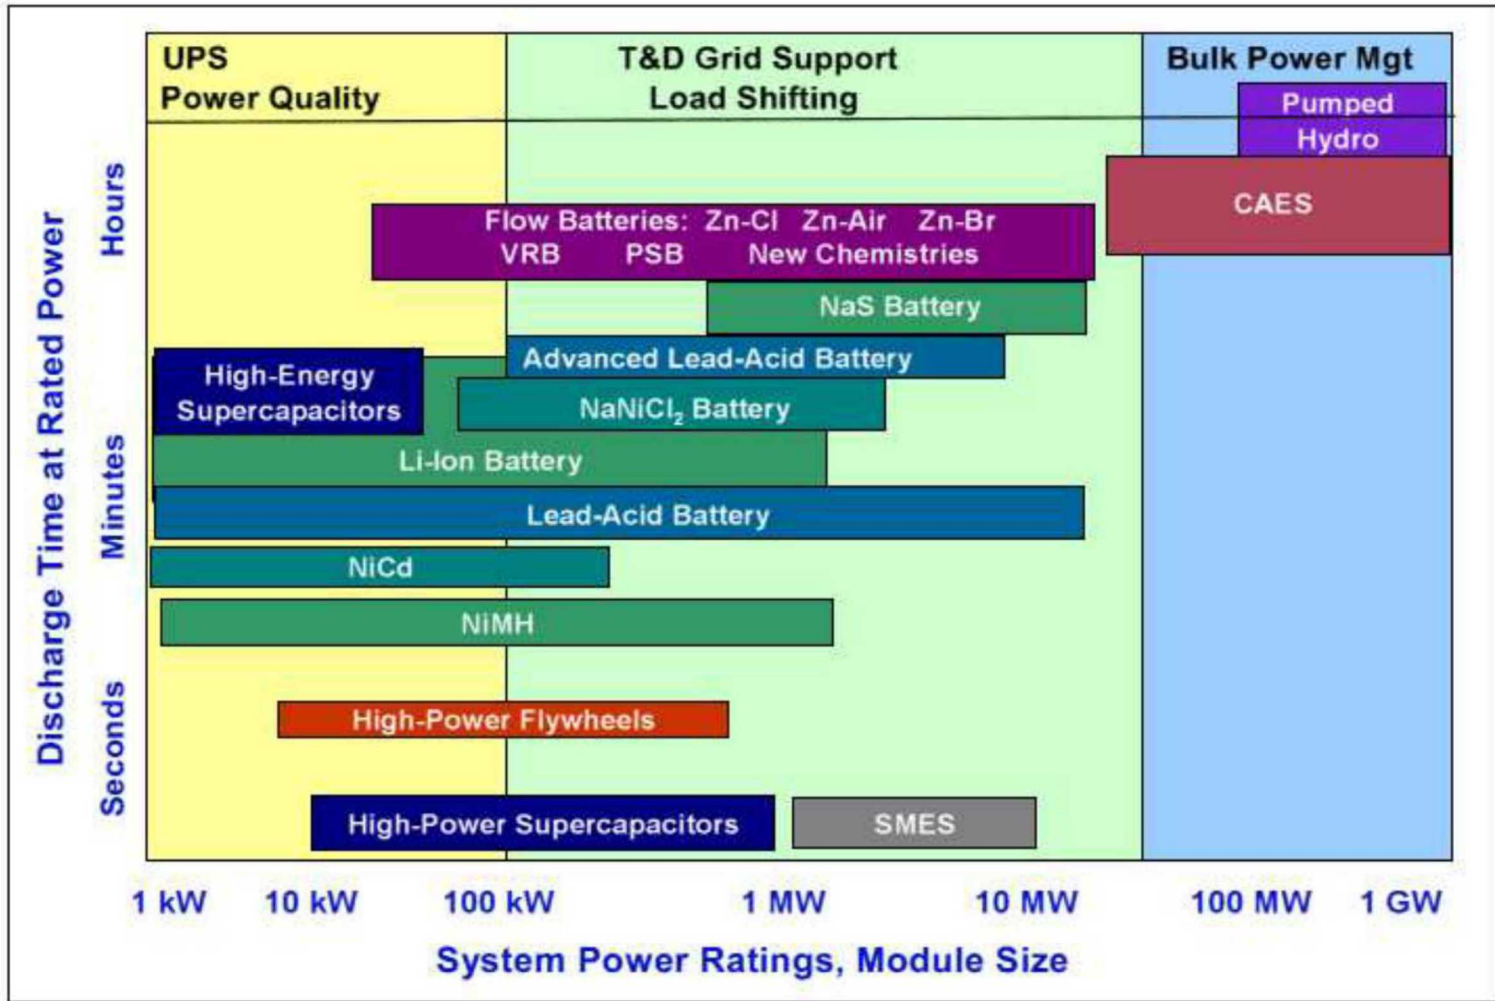 UPS
Power Quality
T&D Grid Support
Load Shifting
Bulk Power Mgt
Pumped
Hydro
CAES
Flow Batteries: Zn-Cl Zn-Air Zn-Br
VRB PSB New Chemistries
NaS Battery
Advanced Lead-Acid Battery
High-Energy
Supercapacitors
NaNiCl₂ Battery
Li-Ion Battery
Lead-Acid Battery
NiCd
NiMH
High-Power Flywheels
High-Power Supercapacitors
SMES
Discharge Time at Rated Power
Hours
Minutes
Seconds
1 kW 10 kW 100 kW 1 MW 10 MW 100 MW 1 GW
System Power Ratings, Module Size